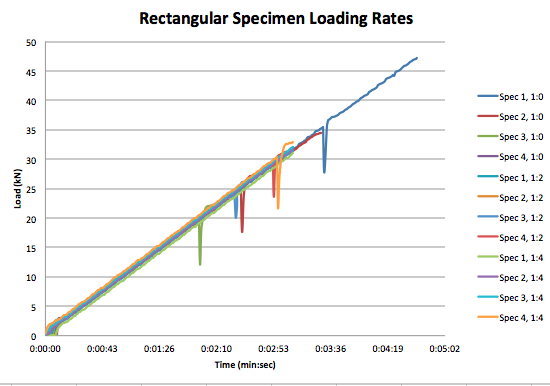 Rectangular Specimen Loading Rates
50
45
40
35
30
25
20
15
10
5
0
Load (kN)
0:00:00 0:00:43 0:01:26 0:02:10 0:02:53 0:03:36 0:04:19 0:05:02
Time (min:sec)
Spec 1, 1:0
Spec 2, 1:0
Spec 3, 1:0
Spec 4, 1:0
Spec 1, 1:2
Spec 2, 1:2
Spec 3, 1:2
Spec 4, 1:2
Spec 1, 1:4
Spec 2, 1:4
Spec 3, 1:4
Spec 4, 1:4